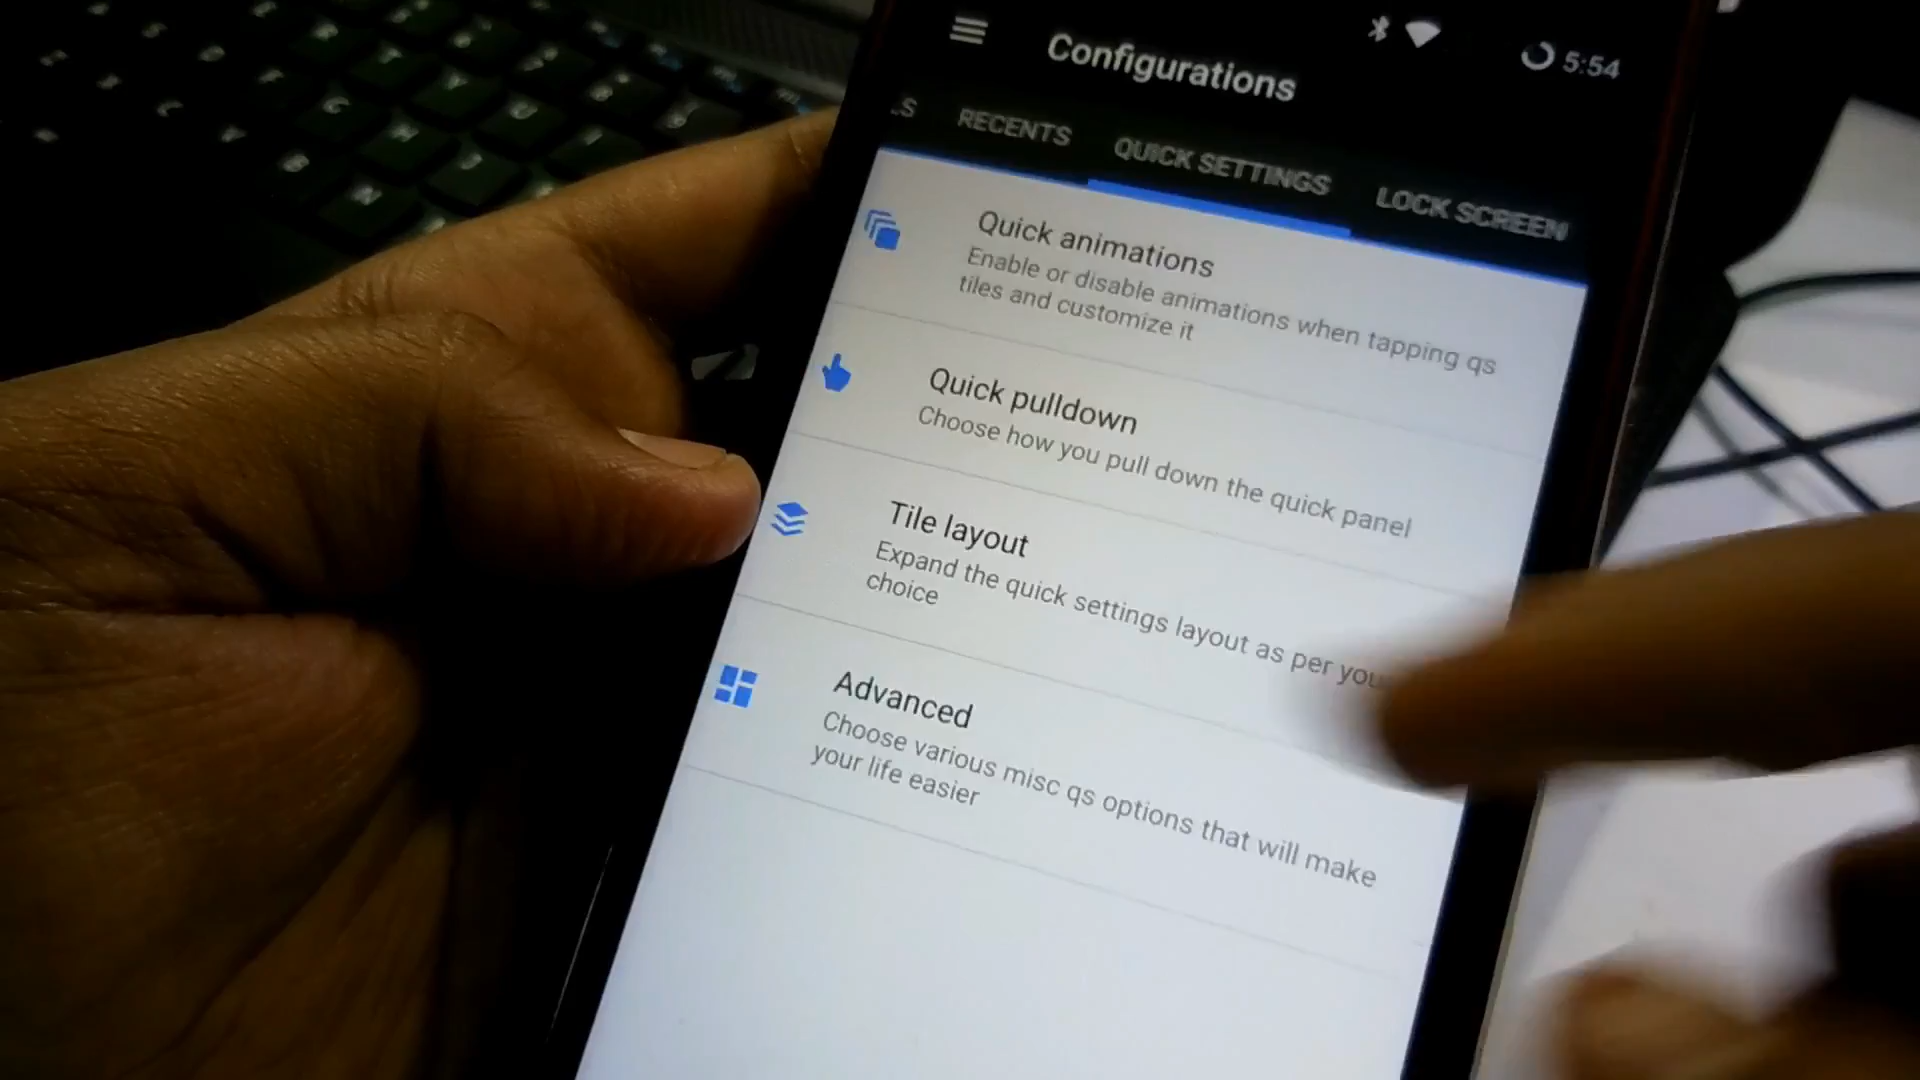 Configurations
5:54
RECENTS
QUICK SETTINGS
LOCK SCREEN
Quick animations
Enable or disable animations when tapping qs
tiles and customize it
Quick pulldown
Choose how you pull down the quick panel
Tile layout
Expand the quick settings layout as per
choice
Advanced
Choose various misc qs options that will make
your life easier